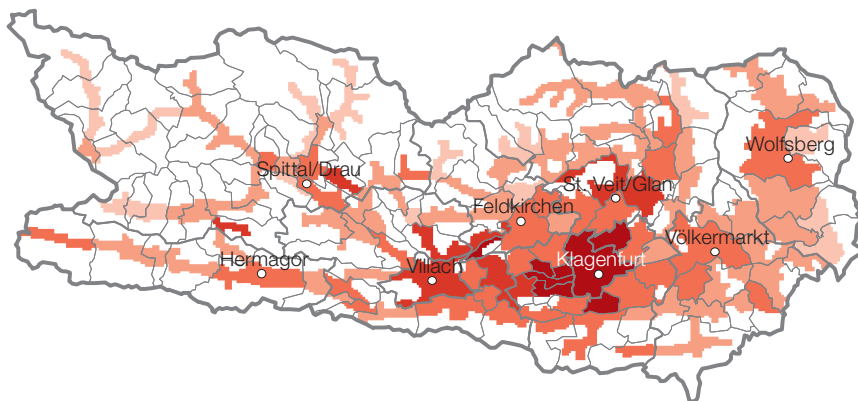 Wolfsberg
Spittal/Drau
St. Veit/Glan
Feldkirchen
Völkermarkt
Hermagor
Villach
Klagenfurt